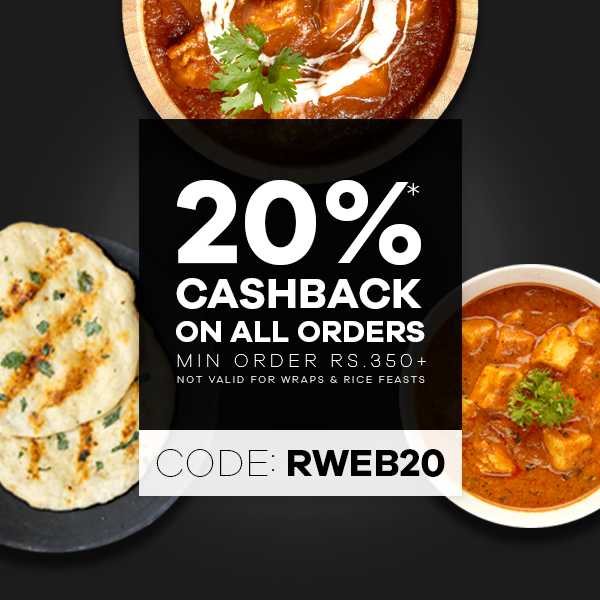 20%*
CASHBACK
ON ALL ORDERS
MIN ORDER RS.350+
NOT VALID FOR WRAPS & RICE FEASTS
CODE: RWEB20